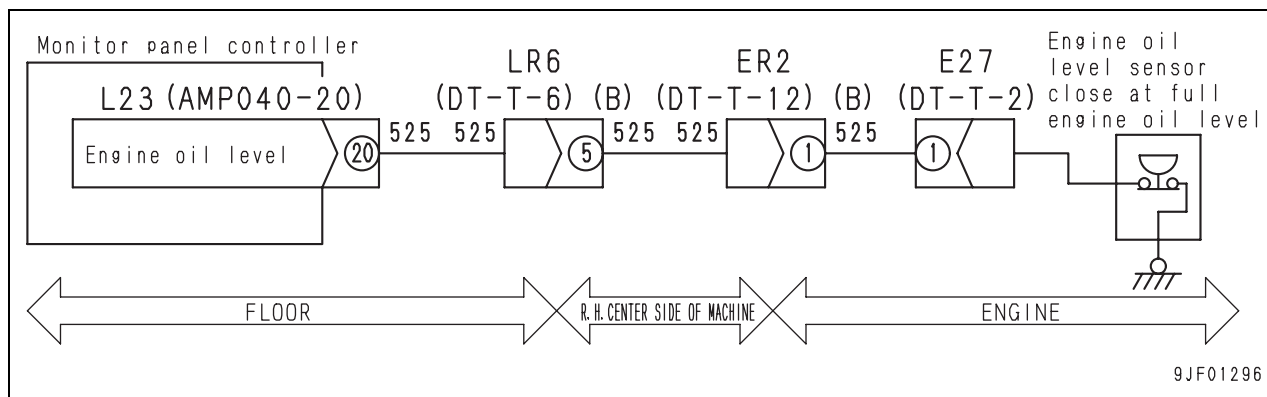 Monitor panel controller
L23 (AMP040-20)
Engine oil level
20
525 525
LR6
(DT-T-6) (B)
5
525 525
ER2
(DT-T-12) (B)
1
525
E27
(DT-T-2)
1
Engine oil
level sensor
close at full
engine oil level
FLOOR
R.H.CENTER SIDE OF MACHINE
ENGINE
9JF01296